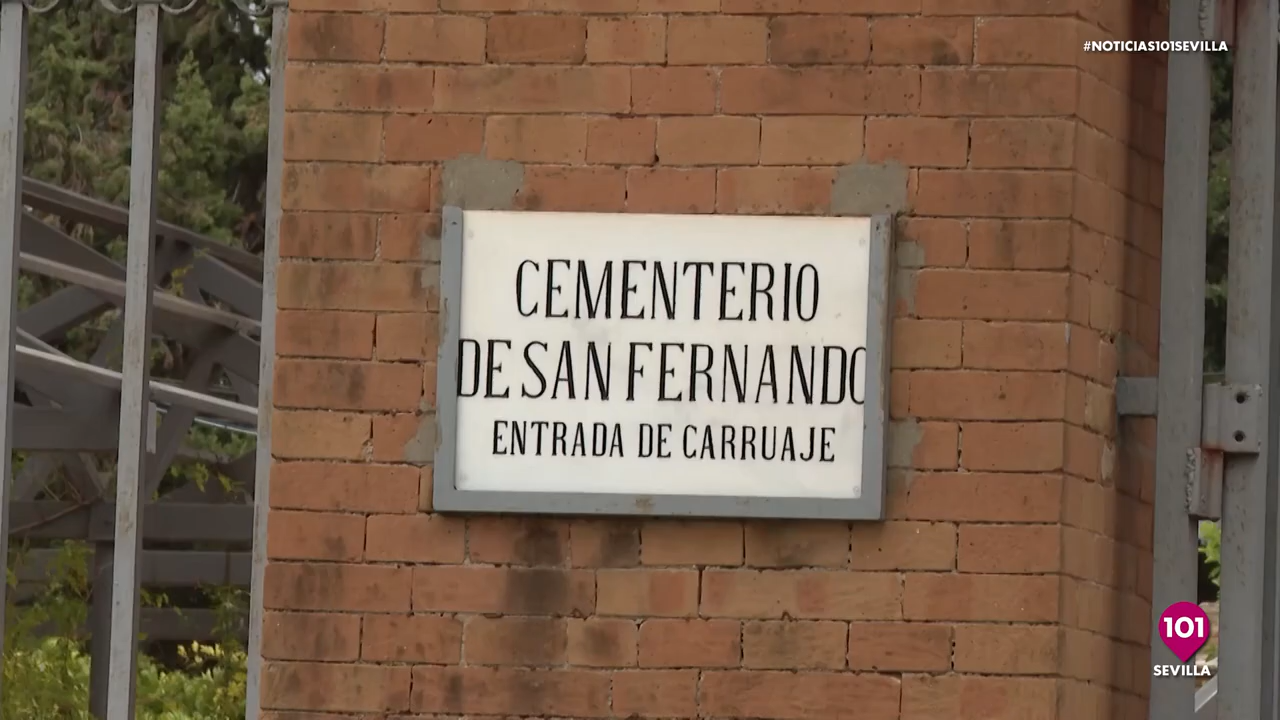 #NOTICIAS101SEVILLA
CEMENTERIO
DE SAN FERNANDO
ENTRADA DE CARRUAJE
101
SEVILLA